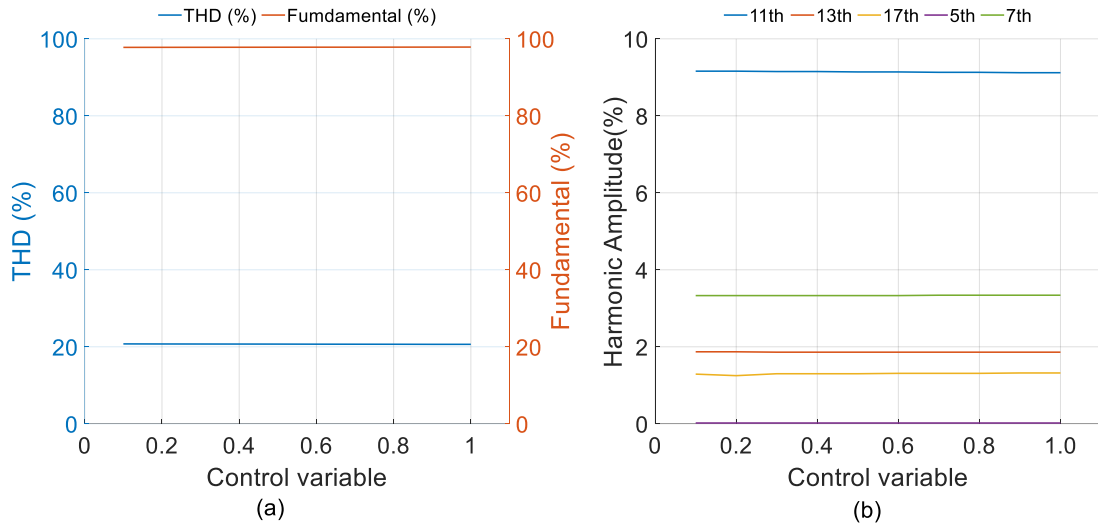 THD (%) Fumdamental (%)
100
80
60
40
20
0
THD (%)
100
80
60
40
20
0
Fundamental (%)
0 0.2 0.4 0.6 0.8 1
Control variable
(a)
11th 13th 17th 5th 7th
10
8
6
4
2
0
Harmonic Amplitude(%)
0 0.2 0.4 0.6 0.8 1.0
Control variable
(b)